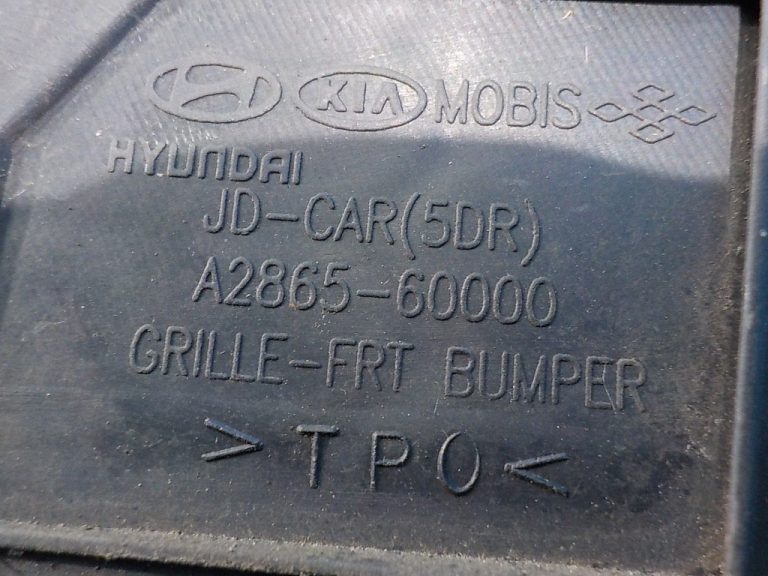 KIA MOBIS
HYUNDAI
JD-CAR(5DR)
A2865-60000
GRILLE-FRT BUMPER
>TPO<